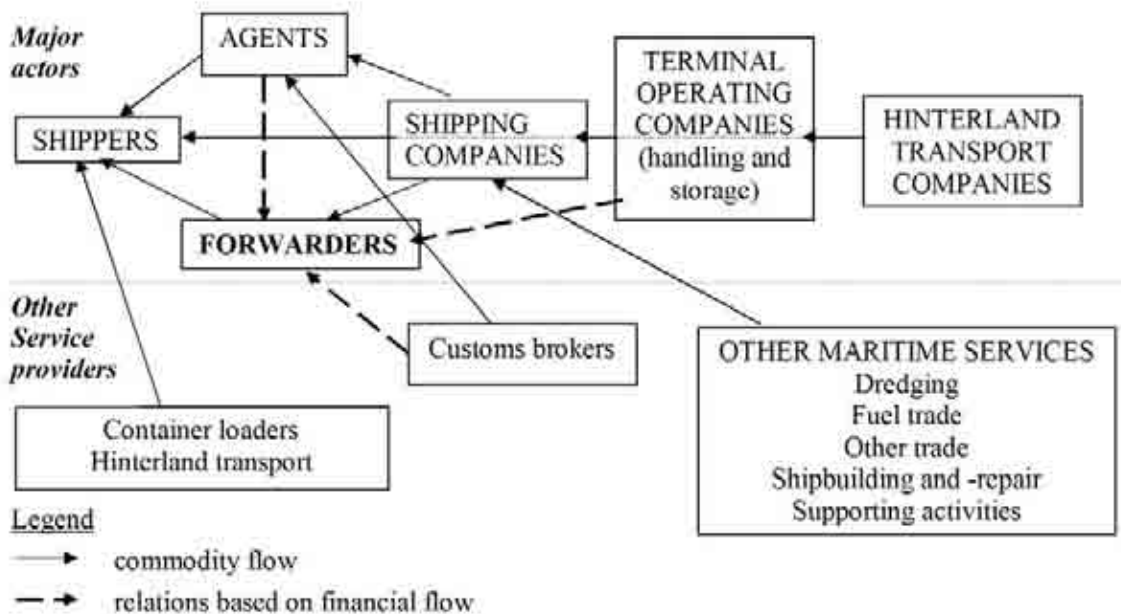 Major
actors
AGENTS
SHIPPERS
SHIPPING
COMPANIES
TERMINAL
OPERATING
COMPANIES
(handling and
storage)
HINTERLAND
TRANSPORT
COMPANIES
FORWARDERS
Other
Service
providers
Customs brokers
Container loaders
Hinterland transport
OTHER MARITIME SERVICES
Dredging
Fuel trade
Other trade
Shipbuilding and -repair
Supporting activities
Legend
commodity flow
relations based on financial flow